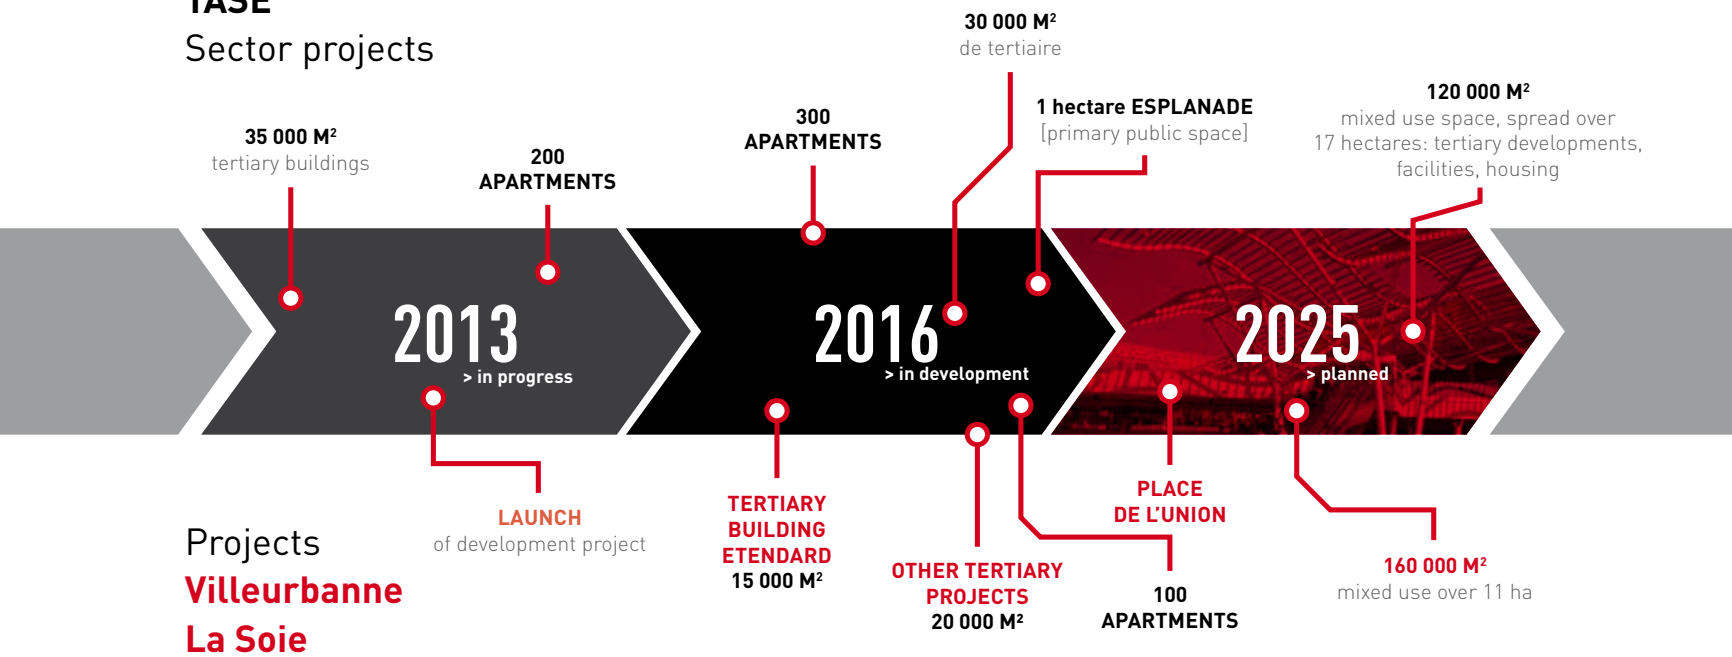 TASE
Sector projects
35 000 M²
tertiary buildings
200
APARTMENTS
300
APARTMENTS
30 000 M²
de tertiaire
1 hectare ESPLANADE
[primary public space]
120 000 M²
mixed use space, spread over
17 hectares: tertiary developments,
facilities, housing
2013
> in progress
2016
> in development
2025
> planned
Projects
Villeurbanne
La Soie
LAUNCH
of development project
TERTIARY
BUILDING
ETENDARD
15 000 M²
OTHER TERTIARY
PROJECTS
20 000 M²
100
APARTMENTS
PLACE
DE L'UNION
160 000 M²
mixed use over 11 ha